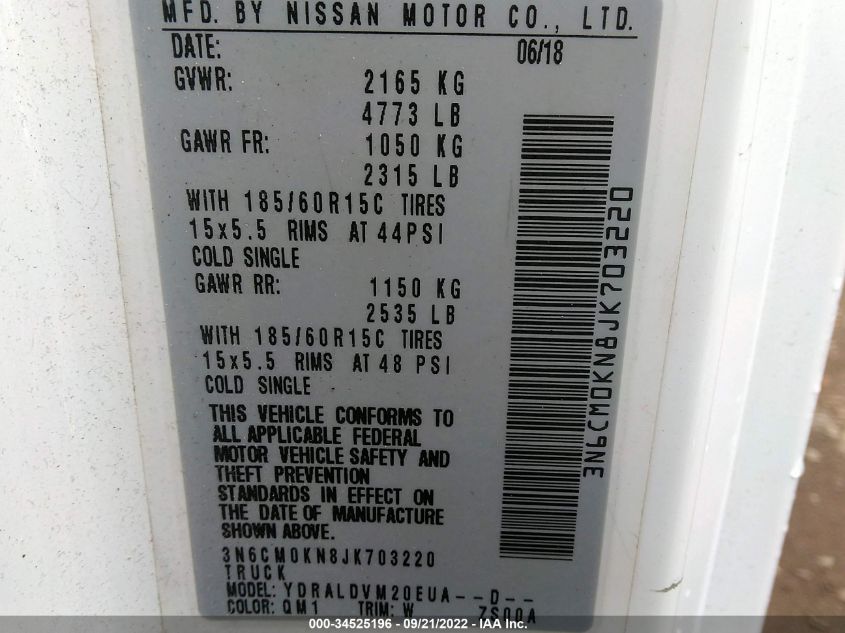 MFD. BY NISSAN MOTOR CO., LTD.
DATE: 06/18
GVWR: 2165 KG
4773 LB
GAWR FR: 1050 KG
2315 LB
WITH 185/60R15C TIRES
15x5.5 RIMS AT 44PSI
COLD SINGLE
GAWR RR: 1150 KG
2535 LB
WITH 185/60R15C TIRES
15x5.5 RIMS AT 48 PSI
COLD SINGLE
THIS VEHICLE CONFORMS TO
ALL APPLICABLE FEDERAL
MOTOR VEHICLE SAFETY AND
THEFT PREVENTION
STANDARDS IN EFFECT ON
THE DATE OF MANUFACTURE
SHOWN ABOVE.
3N6CM0KN8JK703220
TRUCK
MODEL: YDRALDVM20EUA--D--
COLOR: QM1 TRIM: W ZS00A
3N6CM0KN8JK703220
000-34525196 - 09/21/2022 - IAAI.COM